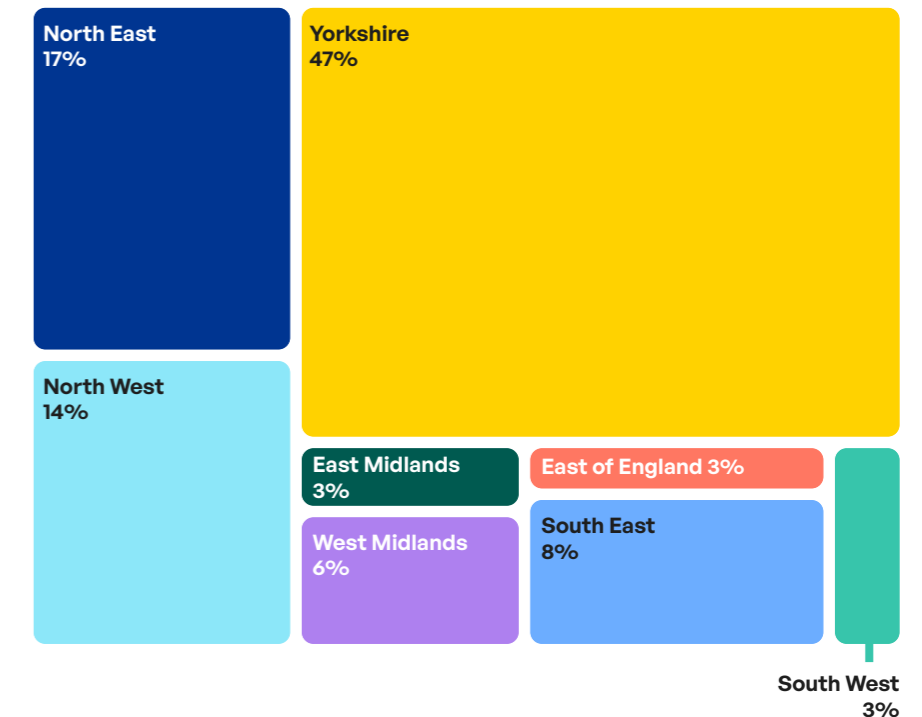 North East
17%
Yorkshire
47%
North West
14%
East Midlands
3%
East of England 3%
West Midlands
6%
South East
8%
South West
3%